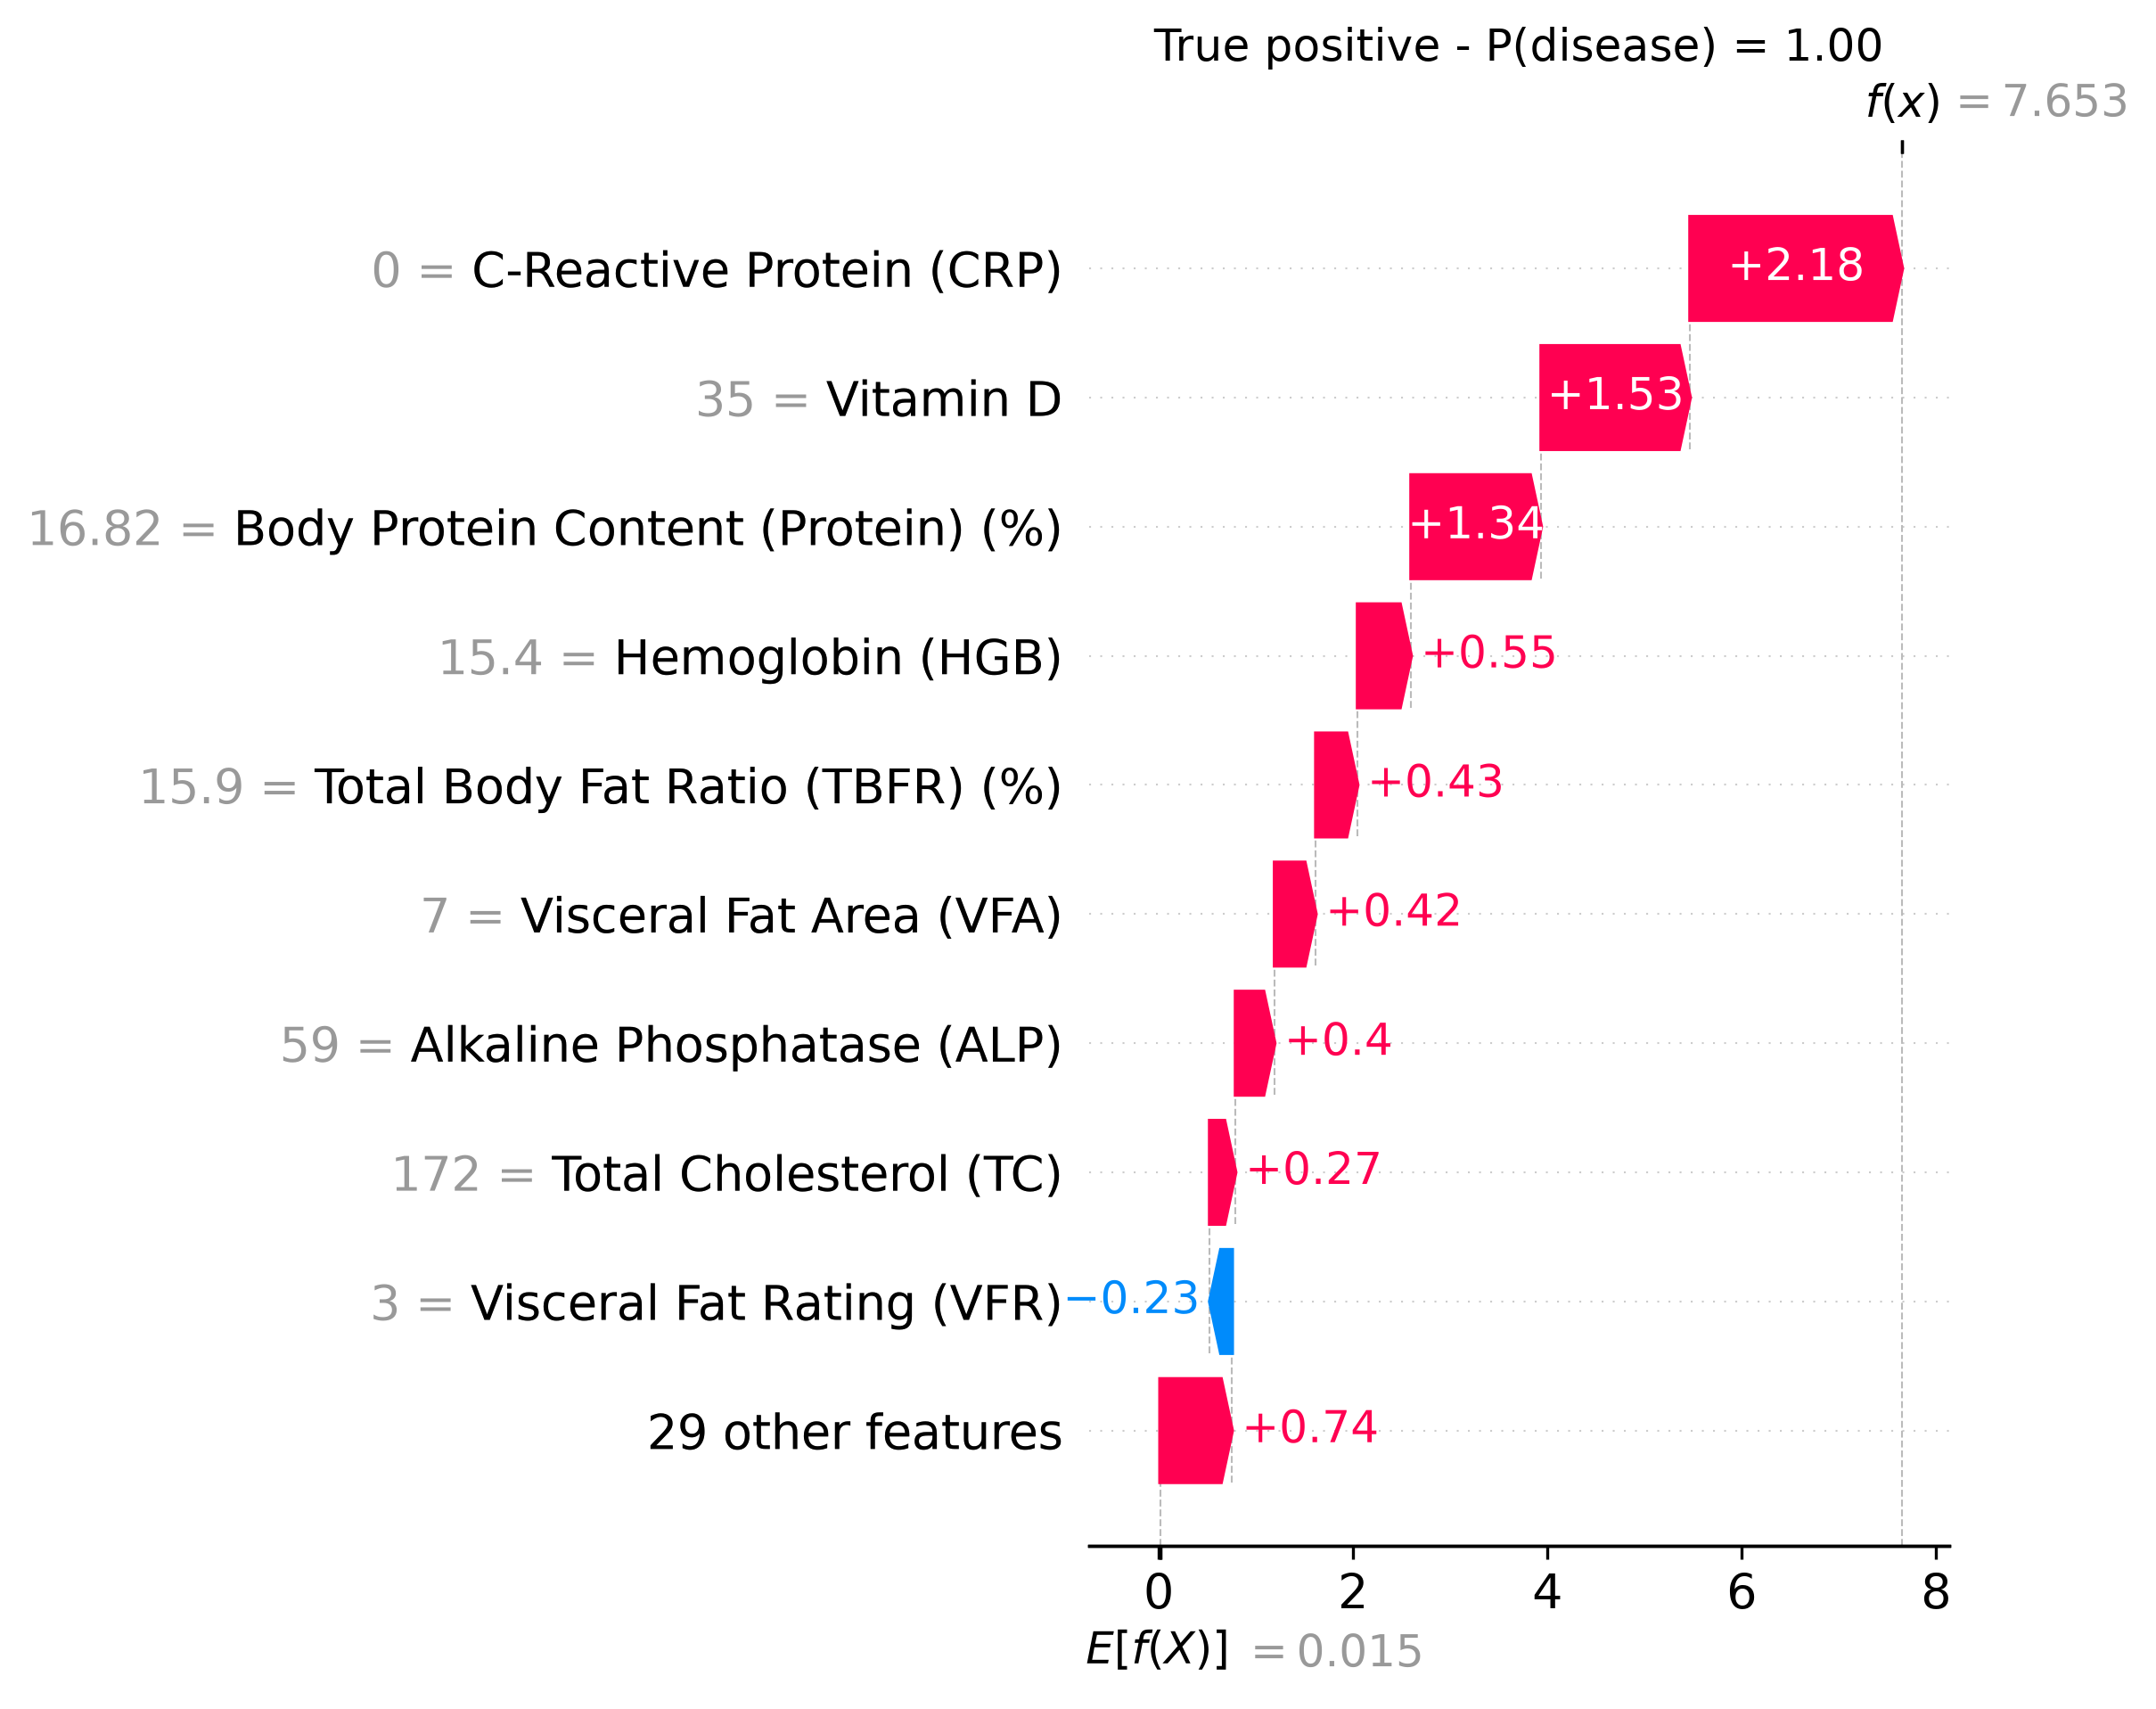 True positive - P(disease) = 1.00
f(x) = 7.653
0 = C-Reactive Protein (CRP) +2.18
35 = Vitamin D +1.53
16.82 = Body Protein Content (Protein) (%) +1.34
15.4 = Hemoglobin (HGB) +0.55
15.9 = Total Body Fat Ratio (TBFR) (%) +0.43
7 = Visceral Fat Area (VFA) +0.42
59 = Alkaline Phosphatase (ALP) +0.4
172 = Total Cholesterol (TC) +0.27
3 = Visceral Fat Rating (VFR) −0.23
29 other features +0.74
0 2 4 6 8
E[f(X)] = 0.015